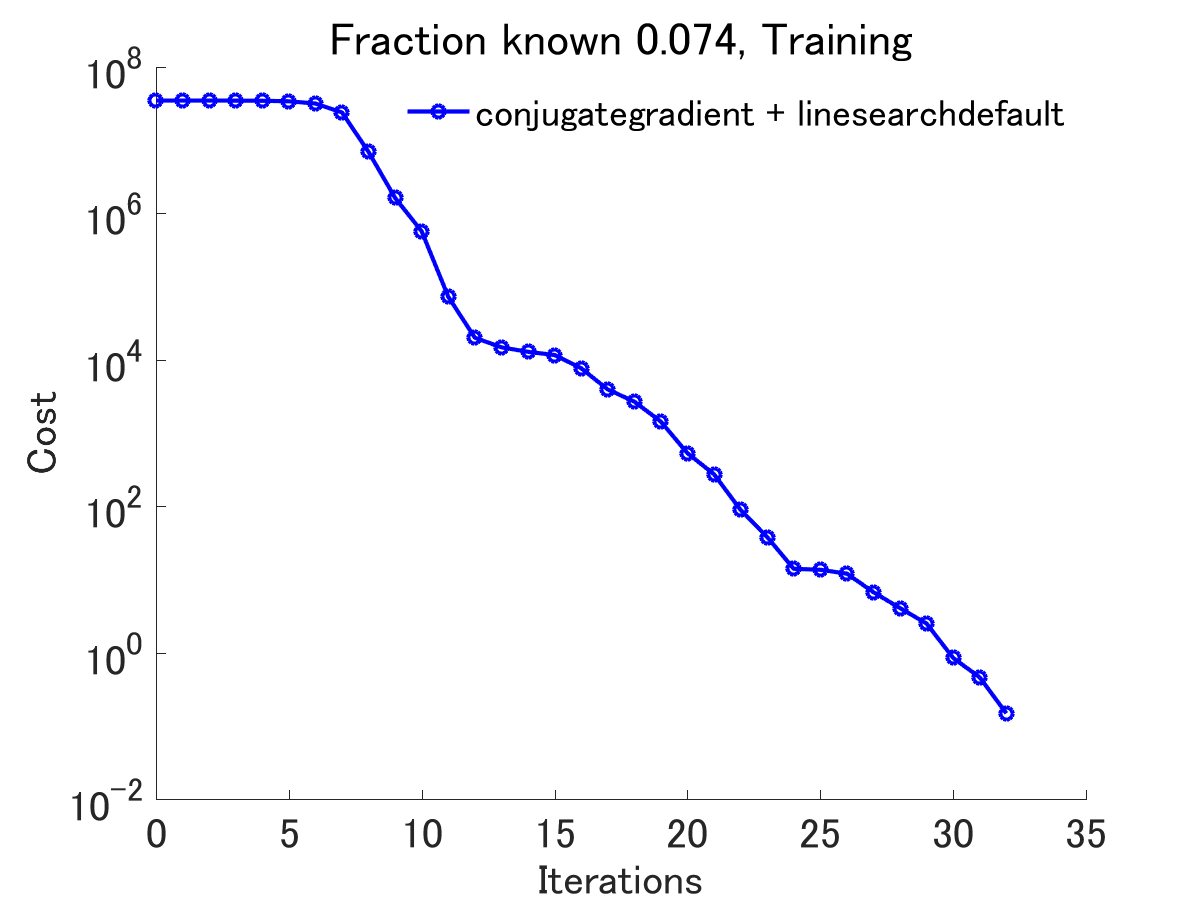 Fraction known 0.074, Training
conjugategradient + linesearchdefault
10^8
10^6
10^4
10^2
10^0
10^-2
Cost
0 5 10 15 20 25 30 35
Iterations